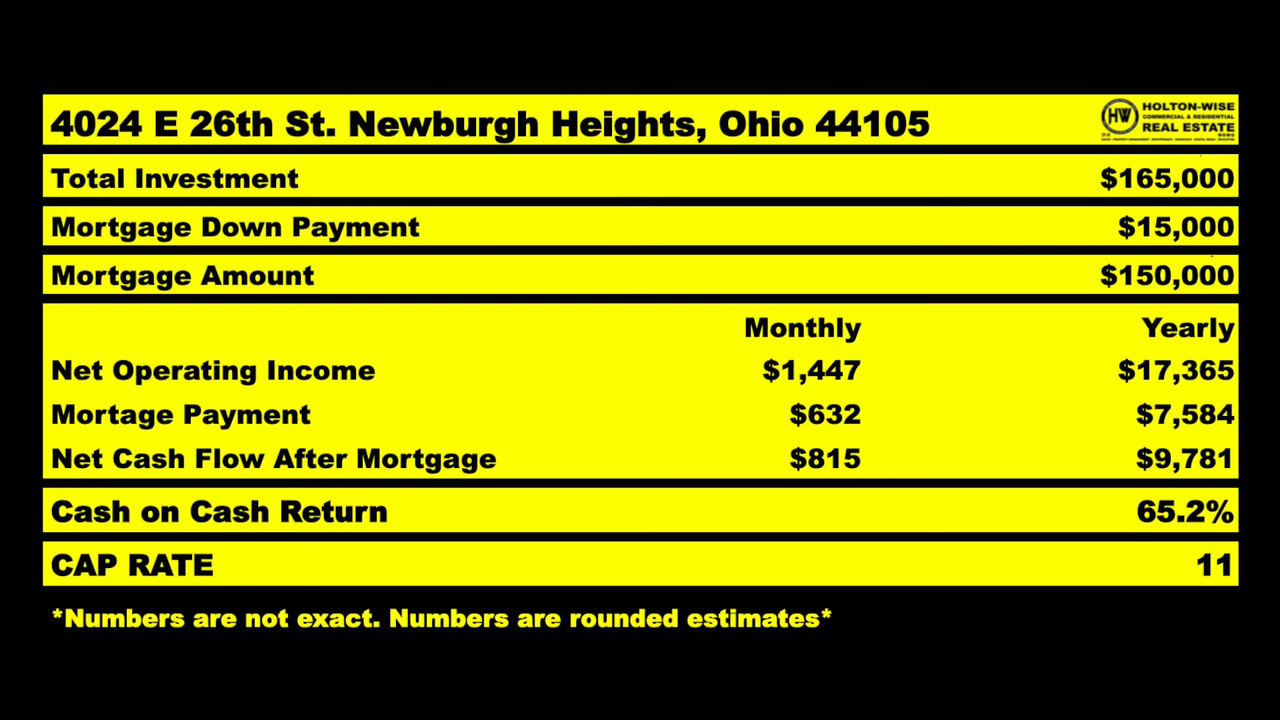 4024 E 26th St. Newburgh Heights, Ohio 44105
HW
HOLTON-WISE
COMMERCIAL & RESIDENTIAL
REAL ESTATE
Total Investment $165,000
Mortgage Down Payment $15,000
Mortgage Amount $150,000
Monthly Yearly
Net Operating Income $1,447 $17,365
Mortage Payment $632 $7,584
Net Cash Flow After Mortgage $815 $9,781
Cash on Cash Return 65.2%
CAP RATE 11
*Numbers are not exact. Numbers are rounded estimates*